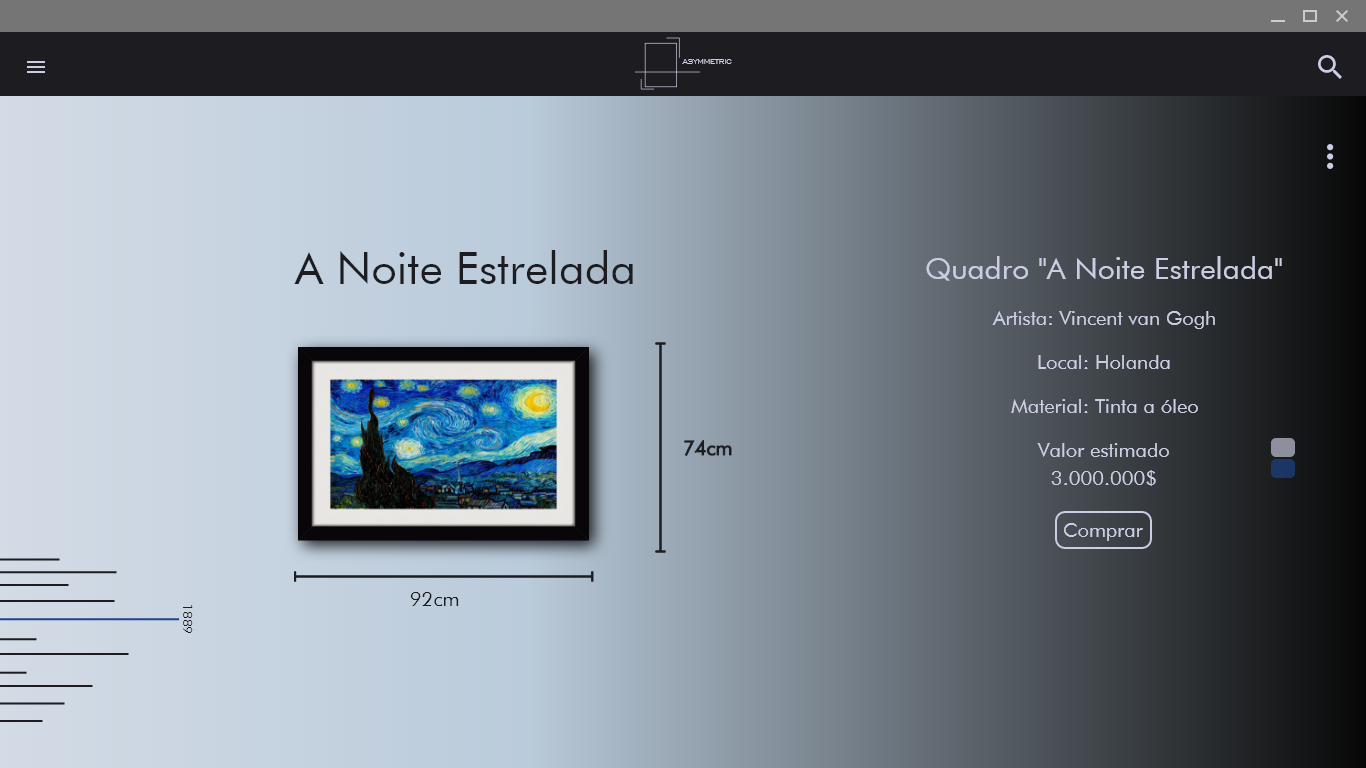 ASYMMETRIC
A Noite Estrelada
74cm
92cm
1889
Quadro "A Noite Estrelada"
Artista: Vincent van Gogh
Local: Holanda
Material: Tinta a óleo
Valor estimado
3.000.000$
Comprar